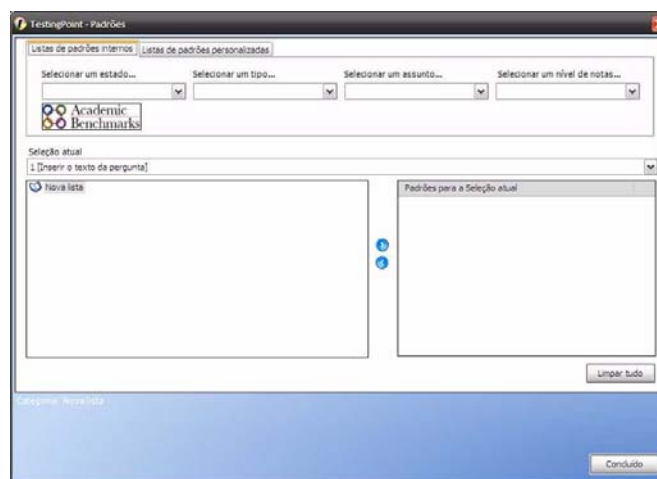 TestingPoint - Padrões
Listas de padrões internos Listas de padrões personalizadas
Selecionar um estado... Selecionar um tipo... Selecionar um assunto... Selecionar um nível de notas...
Academic
Benchmarks
Seleção atual
1 [Inserir o texto da pergunta]
Nova lista Padrões para a Seleção atual
Limpar tudo
Categoria: Nova lista
Concluído